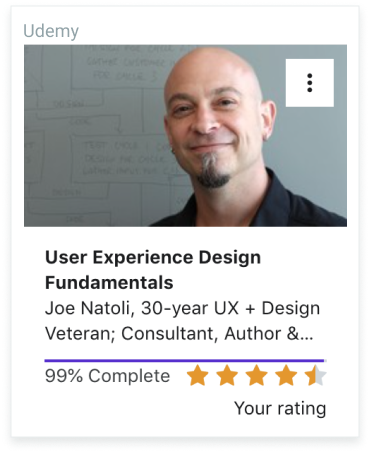 Udemy
User Experience Design
Fundamentals
Joe Natoli, 30-year UX + Design
Veteran; Consultant, Author &...
99% Complete
Your rating